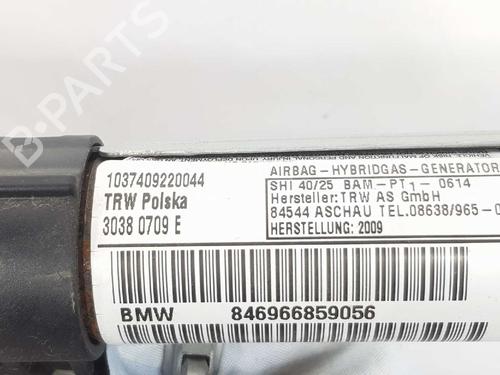 1037409220044
TRW Polska
3038 0709 E
AIRBAG-HYBRIDGAS-GENERATOR
SHI 40/25 BAM-PT1-0614
Hersteller: TRW AS GmbH
84544 ASCHAU TEL.08638/965-0
HERSTELLUNG: 2009
BMW 846966859056